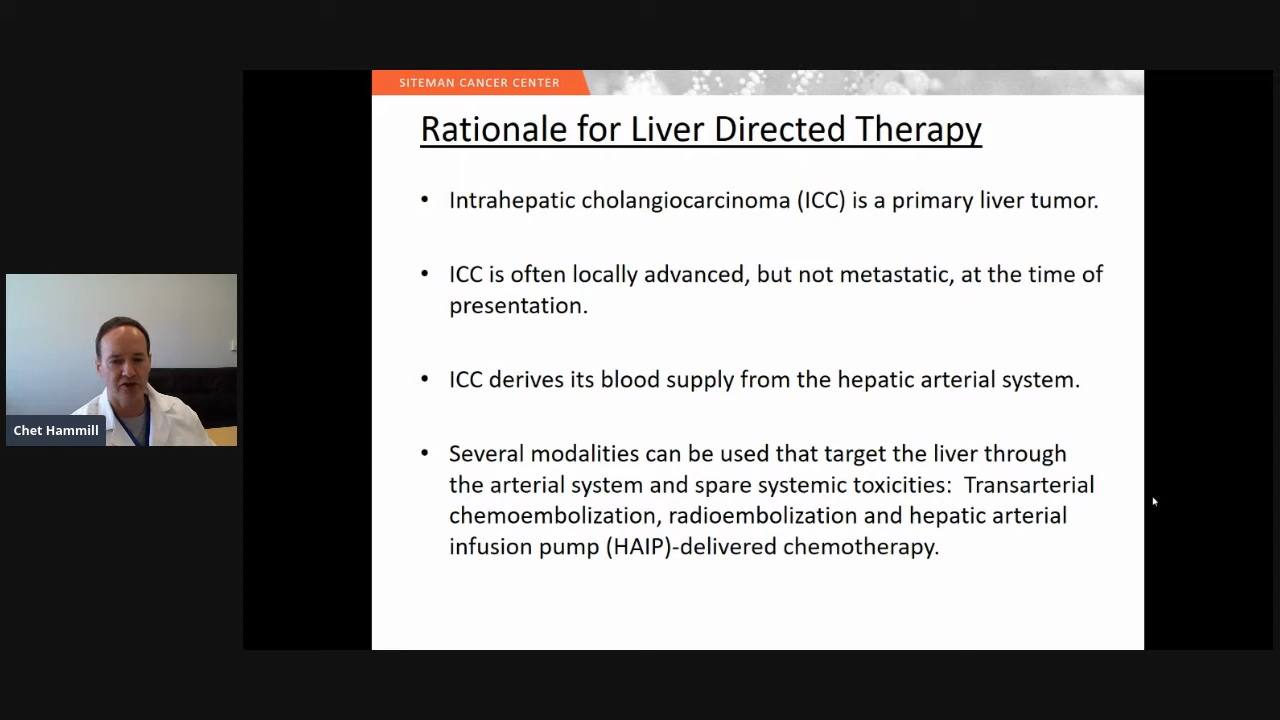 SITEMAN CANCER CENTER
Rationale for Liver Directed Therapy
• Intrahepatic cholangiocarcinoma (ICC) is a primary liver tumor.
• ICC is often locally advanced, but not metastatic, at the time of
presentation.
• ICC derives its blood supply from the hepatic arterial system.
• Several modalities can be used that target the liver through
the arterial system and spare systemic toxicities:  Transarterial
chemoembolization, radioembolization and hepatic arterial
infusion pump (HAIP)-delivered chemotherapy.
Chet Hammill